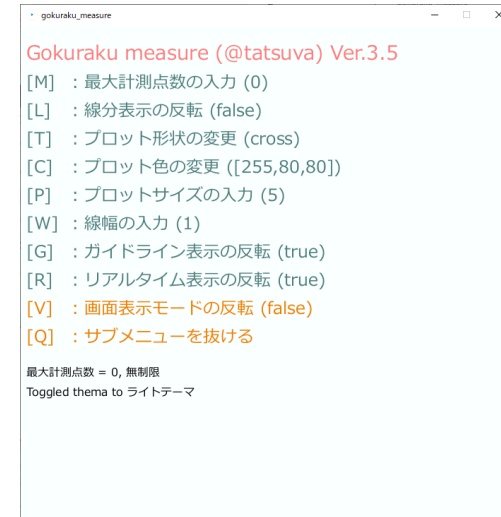 gokuraku_measure
Gokuraku measure (@tatsuva) Ver.3.5
[M] : 最大計測点数の入力 (0)
[L] : 線分表示の反転 (false)
[T] : プロット形状の変更 (cross)
[C] : プロット色の変更 ([255,80,80])
[P] : プロットサイズの入力 (5)
[W] : 線幅の入力 (1)
[G] : ガイドライン表示の反転 (true)
[R] : リアルタイム表示の反転 (true)
[V] : 画面表示モードの反転 (false)
[Q] : サブメニューを抜ける
最大計測点数 = 0, 無制限
Toggled thema to ライトテーマ